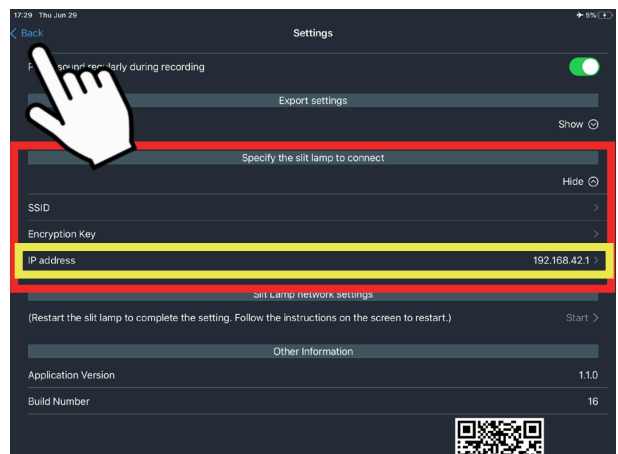 17:29 Thu Jun 29
5%
Back
Settings
sound regularly during recording
Export settings
Show
Specify the slit lamp to connect
Hide
SSID
Encryption Key
IP address
192.168.42.1
Slit Lamp network settings
(Restart the slit lamp to complete the setting. Follow the instructions on the screen to restart.)
Start
Other Information
Application Version
1.1.0
Build Number
16